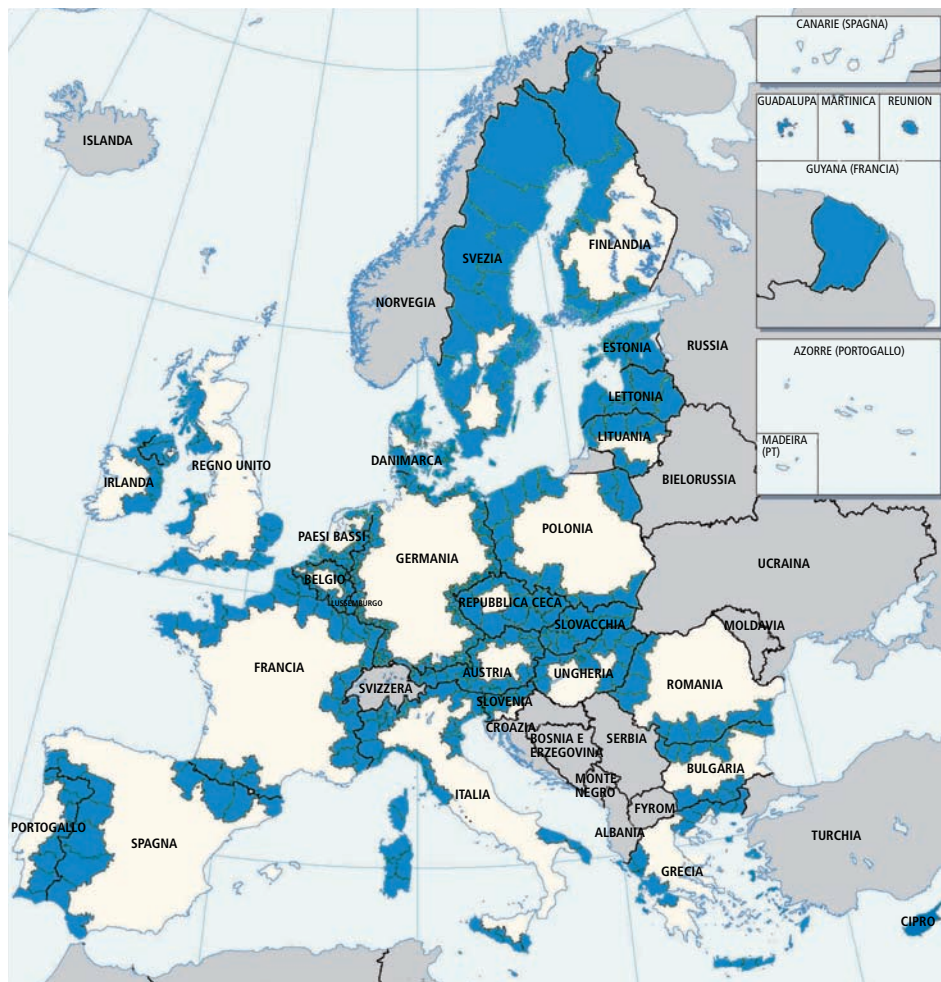 CANARIE (SPAGNA)
GUADALUPA
MARTINICA
REUNION
GUYANA (FRANCIA)
AZORRE (PORTOGALLO)
MADEIRA
(PT)
ISLANDA
FINLANDIA
SVEZIA
NORVEGIA
RUSSIA
ESTONIA
LETTONIA
LITUANIA
DANIMARCA
REGNO UNITO
IRLANDA
BIELORUSSIA
PAESI BASSI
POLONIA
GERMANIA
UCRAINA
BELGIO
LUSSEMBURGO
REPUBBLICA CECA
SLOVACCHIA
MOLDAVIA
FRANCIA
AUSTRIA
UNGHERIA
SVIZZERA
ROMANIA
SLOVENIA
CROAZIA
BOSNIA E
ERZEGOVINA
SERBIA
BULGARIA
MONTE
NEGRO
ITALIA
FYROM
PORTOGALLO
SPAGNA
ALBANIA
TURCHIA
GRECIA
CIPRO